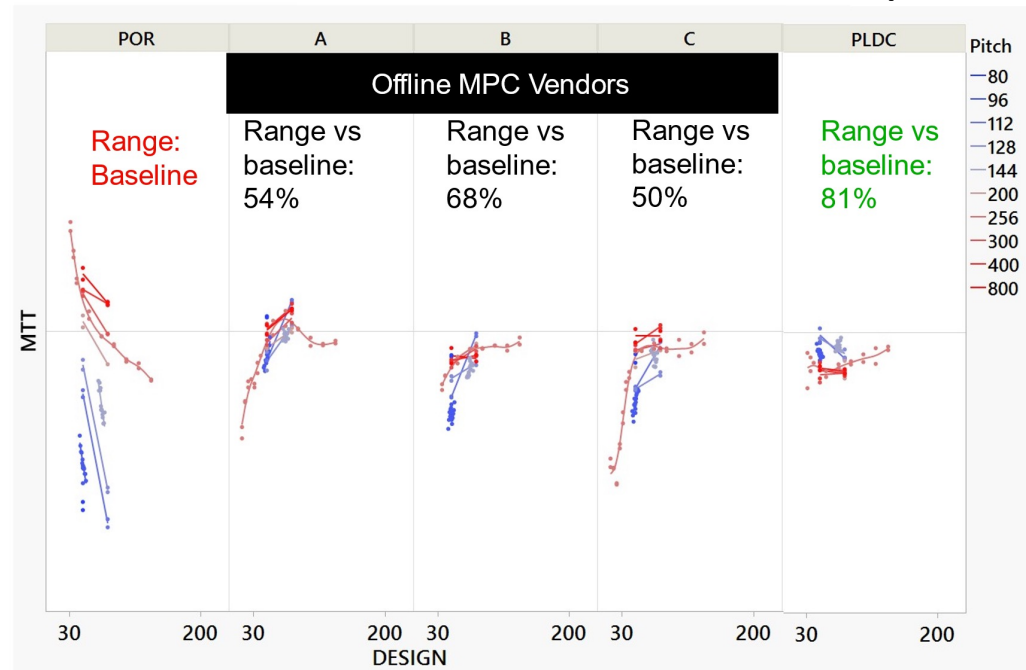 POR
A
B
C
PLDC
Pitch
Offline MPC Vendors
Range:
Baseline
Range vs
baseline:
54%
Range vs
baseline:
68%
Range vs
baseline:
50%
Range vs
baseline:
81%
80
96
112
128
144
200
256
300
400
800
MTT
30 200 30 200 30 200 30 200 30 200
DESIGN